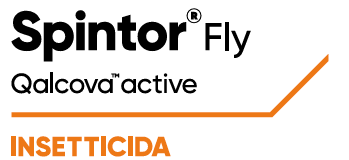 Spintor® Fly
Qalcova™ active
INSETTICIDA